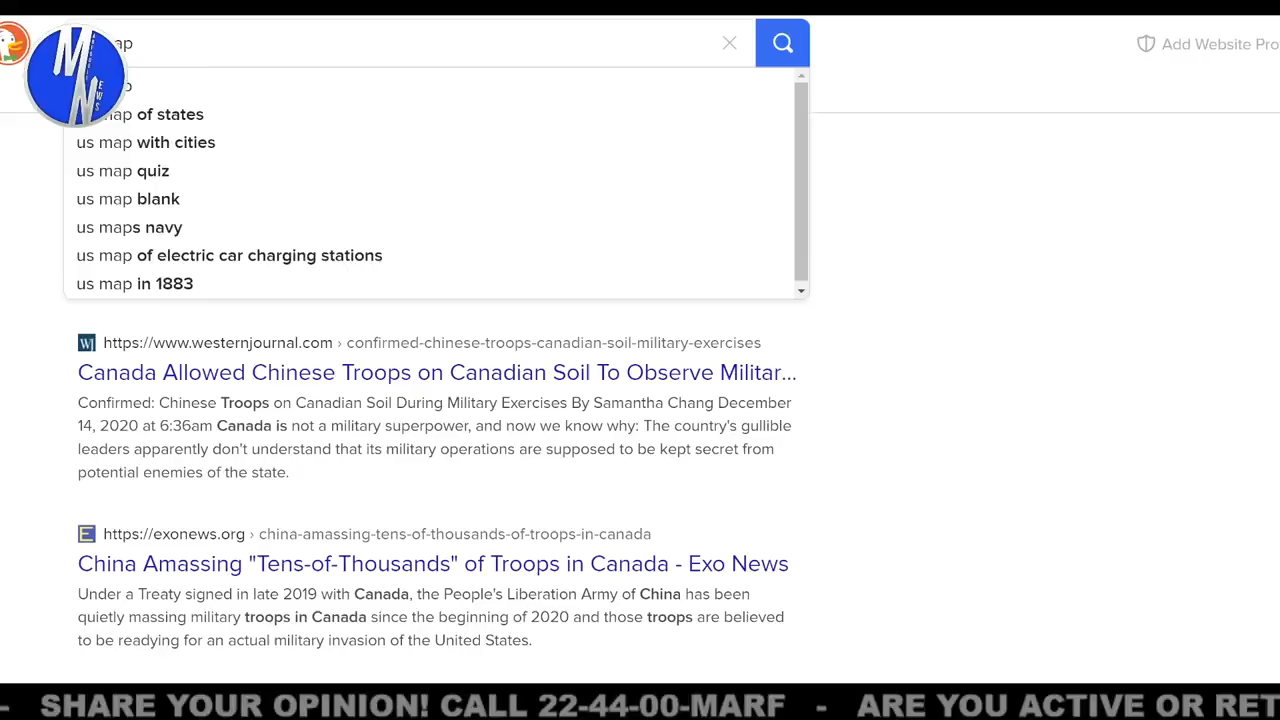 ap
Add Website Pro
of states
us map with cities
us map quiz
us map blank
us maps navy
us map of electric car charging stations
us map in 1883
https://www.westernjournal.com › confirmed-chinese-troops-canadian-soil-military-exercises
Canada Allowed Chinese Troops on Canadian Soil To Observe Militar...
Confirmed: Chinese Troops on Canadian Soil During Military Exercises By Samantha Chang December
14, 2020 at 6:36am Canada is not a military superpower, and now we know why: The country's gullible
leaders apparently don't understand that its military operations are supposed to be kept secret from
potential enemies of the state.
https://exonews.org › china-amassing-tens-of-thousands-of-troops-in-canada
China Amassing "Tens-of-Thousands" of Troops in Canada - Exo News
Under a Treaty signed in late 2019 with Canada, the People's Liberation Army of China has been
quietly massing military troops in Canada since the beginning of 2020 and those troops are believed
to be readying for an actual military invasion of the United States.
- SHARE YOUR OPINION! CALL 22-44-00-MARF - ARE YOU ACTIVE OR RET